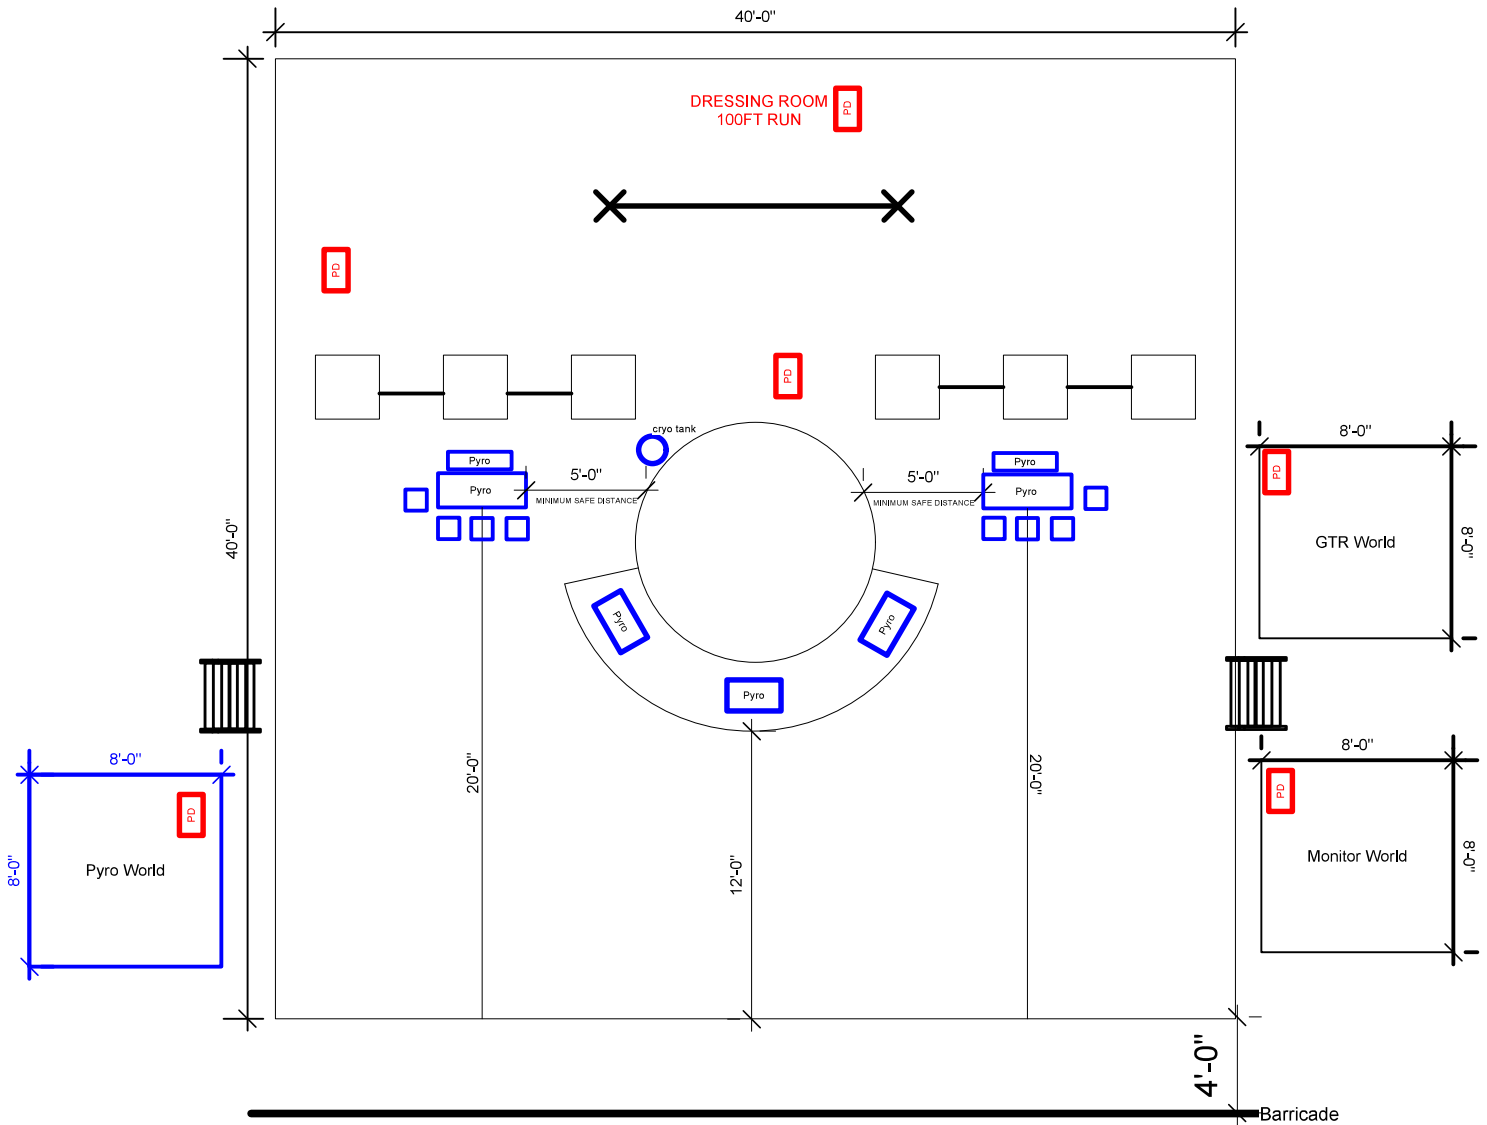 40'-0"
DRESSING ROOM
100FT RUN
PD
PD
PD
cryo tank
Pyro
Pyro
5'-0"
MINIMUM SAFE DISTANCE
5'-0"
MINIMUM SAFE DISTANCE
Pyro
Pyro
8'-0"
PD
GTR World
8'-0"
40'-0"
Pyro
Pyro
Pyro
20'-0"
20'-0"
12'-0"
8'-0"
PD
Pyro World
8'-0"
8'-0"
PD
Monitor World
8'-0"
4'-0"
Barricade